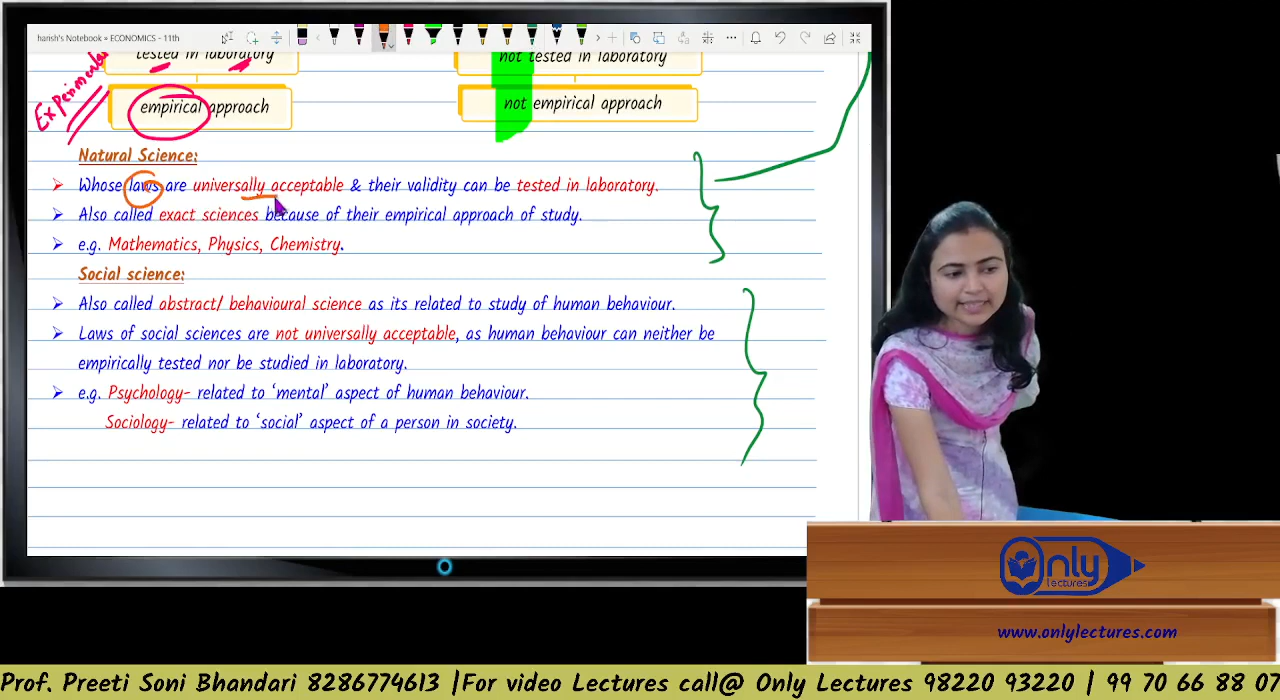 hansh's Notebook » ECONOMICS - 11th
tested in laboratory
not tested in laboratory
Experimental
empirical approach
not empirical approach
Natural Science:
Whose laws are universally acceptable & their validity can be tested in laboratory.
Also called exact sciences because of their empirical approach of study.
e.g. Mathematics, Physics, Chemistry.
Social science:
Also called abstract/ behavioural science as its related to study of human behaviour.
Laws of social sciences are not universally acceptable, as human behaviour can neither be
empirically tested nor be studied in laboratory.
e.g. Psychology- related to ‘mental’ aspect of human behaviour.
Sociology- related to ‘social’ aspect of a person in society.
Only
lectures
www.onlylectures.com
Prof. Preeti Soni Bhandari 8286774613 |For video Lectures call@ Only Lectures 98220 93220 | 99 70 66 88 07